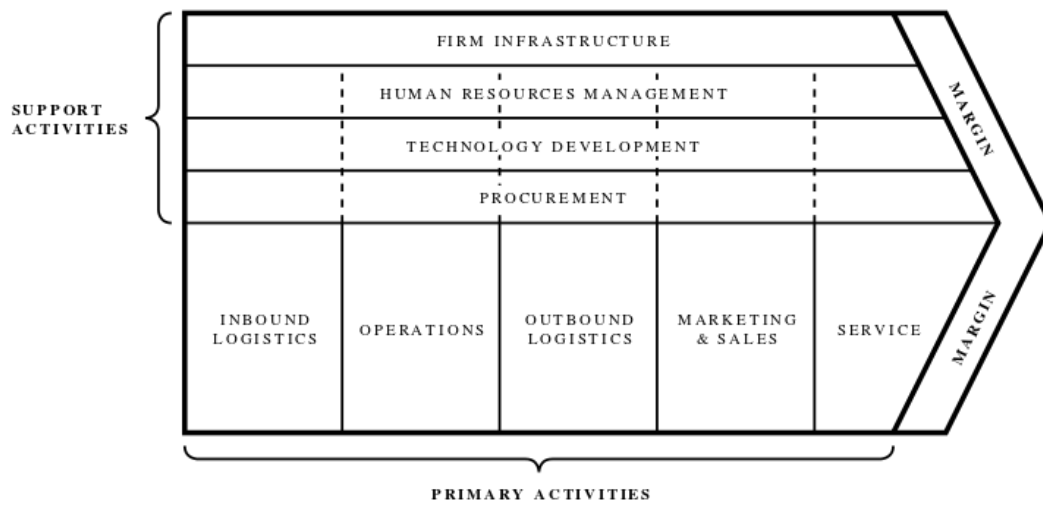 FIRM INFRASTRUCTURE
HUMAN RESOURCES MANAGEMENT
SUPPORT
ACTIVITIES
TECHNOLOGY DEVELOPMENT
PROCUREMENT
MARGIN
INBOUND
LOGISTICS
OPERATIONS
OUTBOUND
LOGISTICS
MARKETING
& SALES
SERVICE
MARGIN
PRIMARY ACTIVITIES